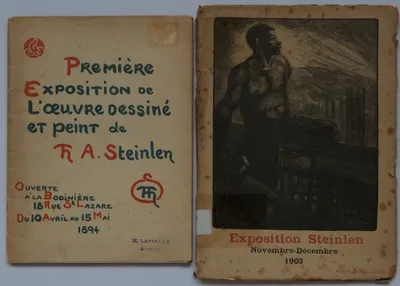 Première
Exposition de
L'œuvre dessiné
et peint de
Th A. Steinlen
Ouverte
a la Bodinière
18 Rue St Lazare
Du 10 Avril au 15 Mai
1894
Exposition Steinlen
Novembre-Décembre
1903